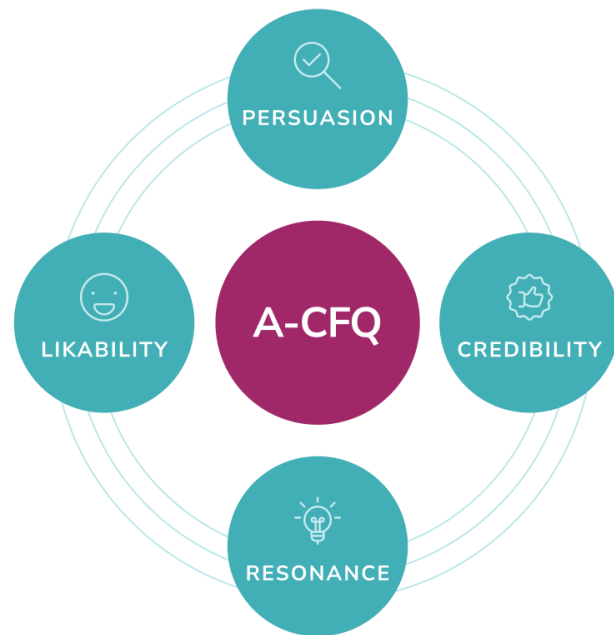 PERSUASION
LIKABILITY
A-CFQ
CREDIBILITY
RESONANCE